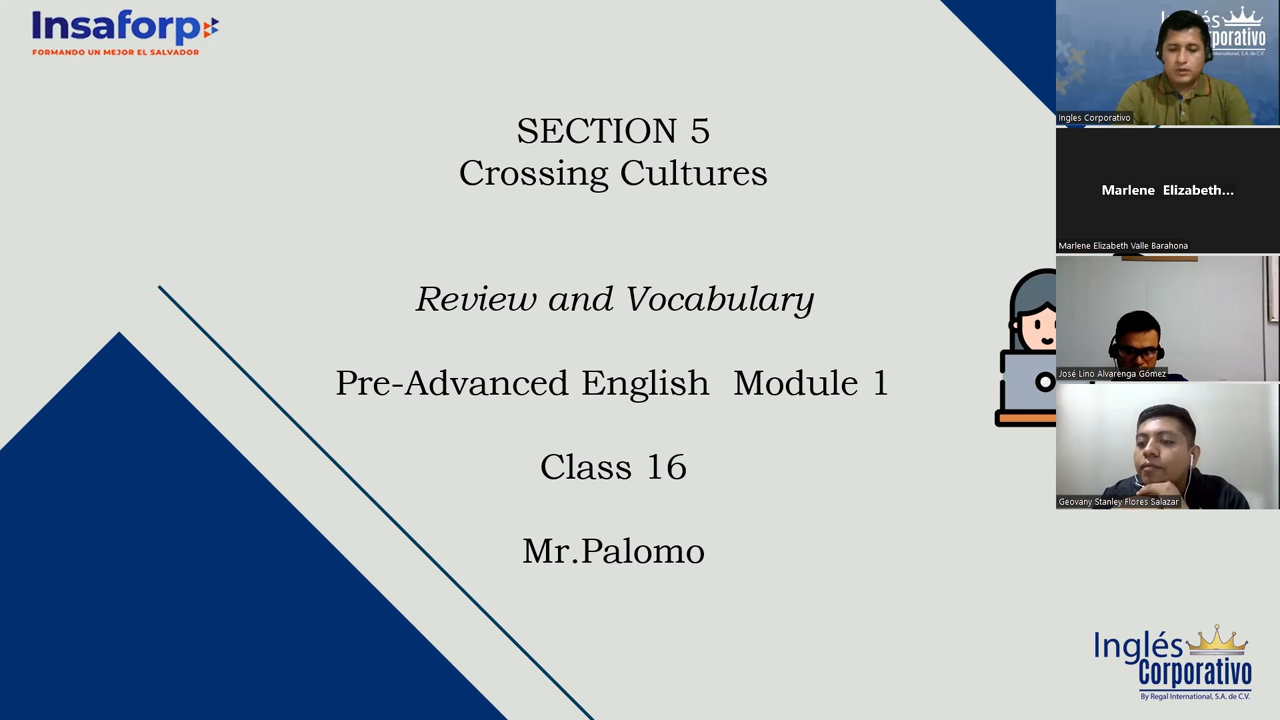 Insaforp
FORMANDO UN MEJOR EL SALVADOR
SECTION 5
Crossing Cultures
Review and Vocabulary
Pre-Advanced English Module 1
Class 16
Mr.Palomo
Inglés
Corporativo
By Regal International, S.A. de C.V.
Ingles Corporativo
Marlene Elizabeth...
Marlene Elizabeth Valle Barahona
José Lino Alvarenga Gómez
Geovany Stanley Flores Salazar